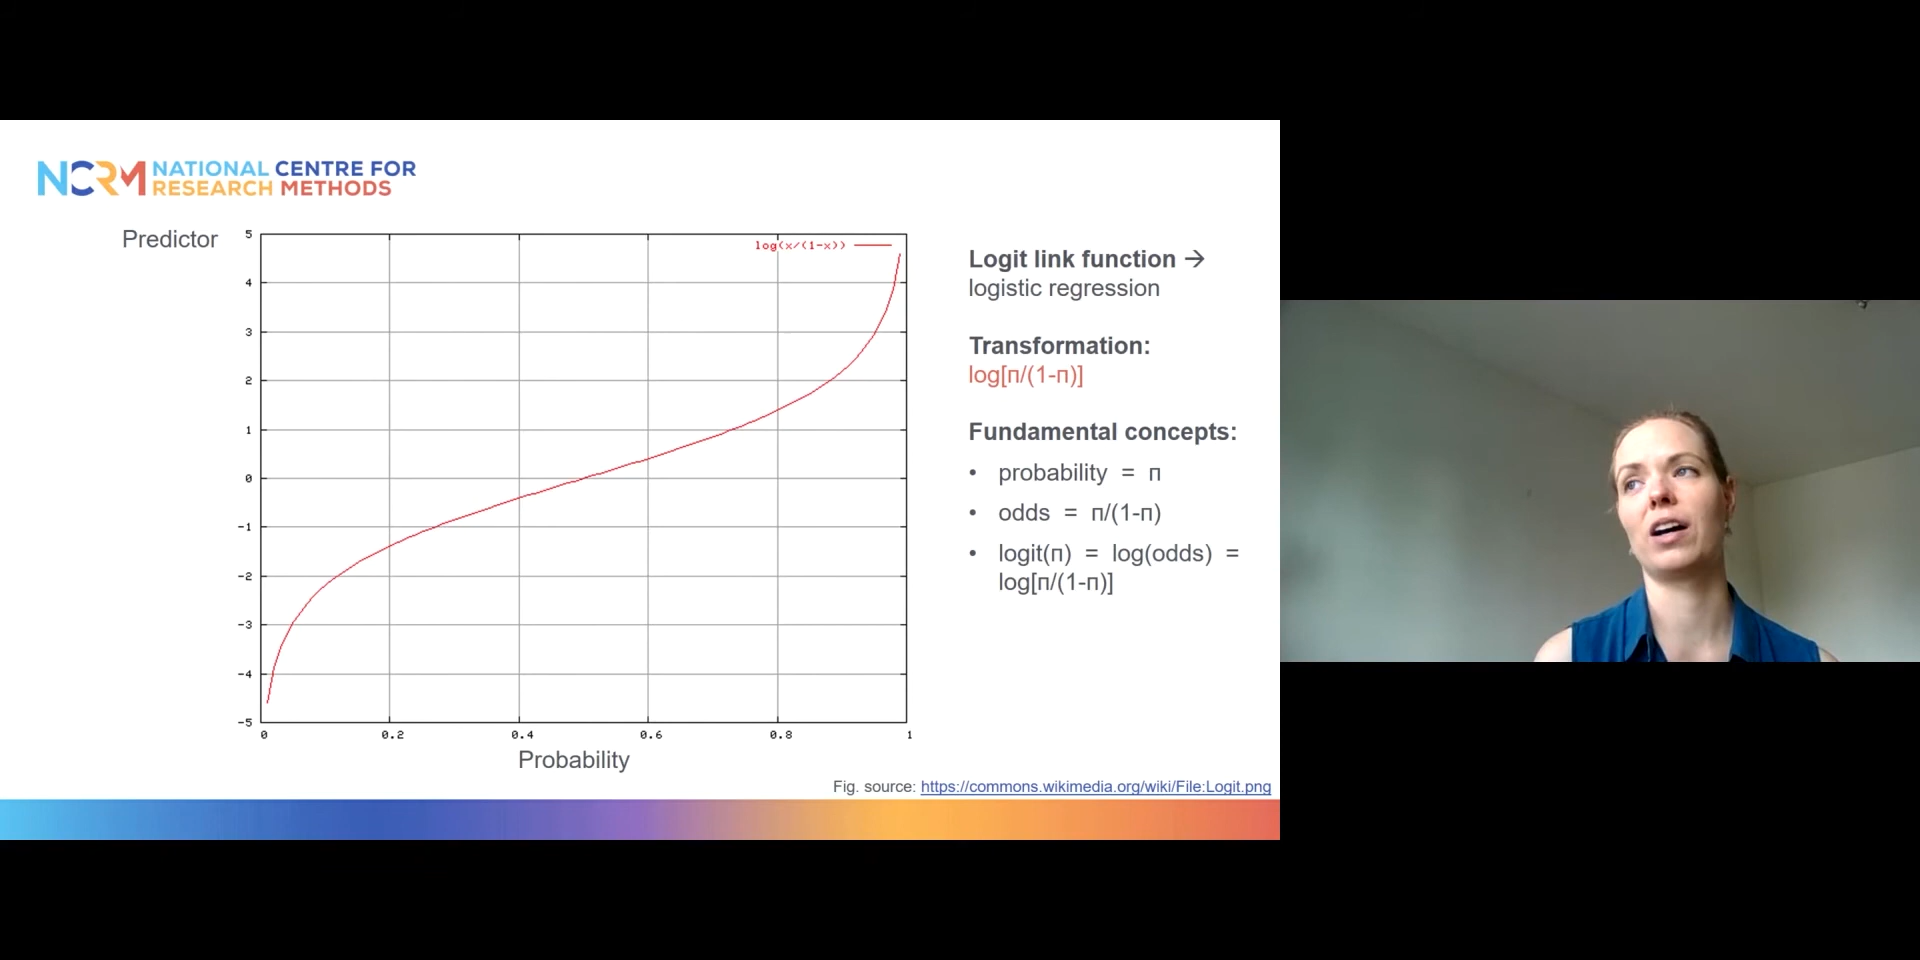 NCRM NATIONAL CENTRE FOR
RESEARCH METHODS
Predictor
log(x/(1-x))
5
4
3
2
1
0
-1
-2
-3
-4
-5
0 0.2 0.4 0.6 0.8 1
Probability
Logit link function →
logistic regression
Transformation:
log[п/(1-п)]
Fundamental concepts:
• probability = п
• odds = п/(1-п)
• logit(п) = log(odds) =
log[п/(1-п)]
Fig. source: https://commons.wikimedia.org/wiki/File:Logit.png